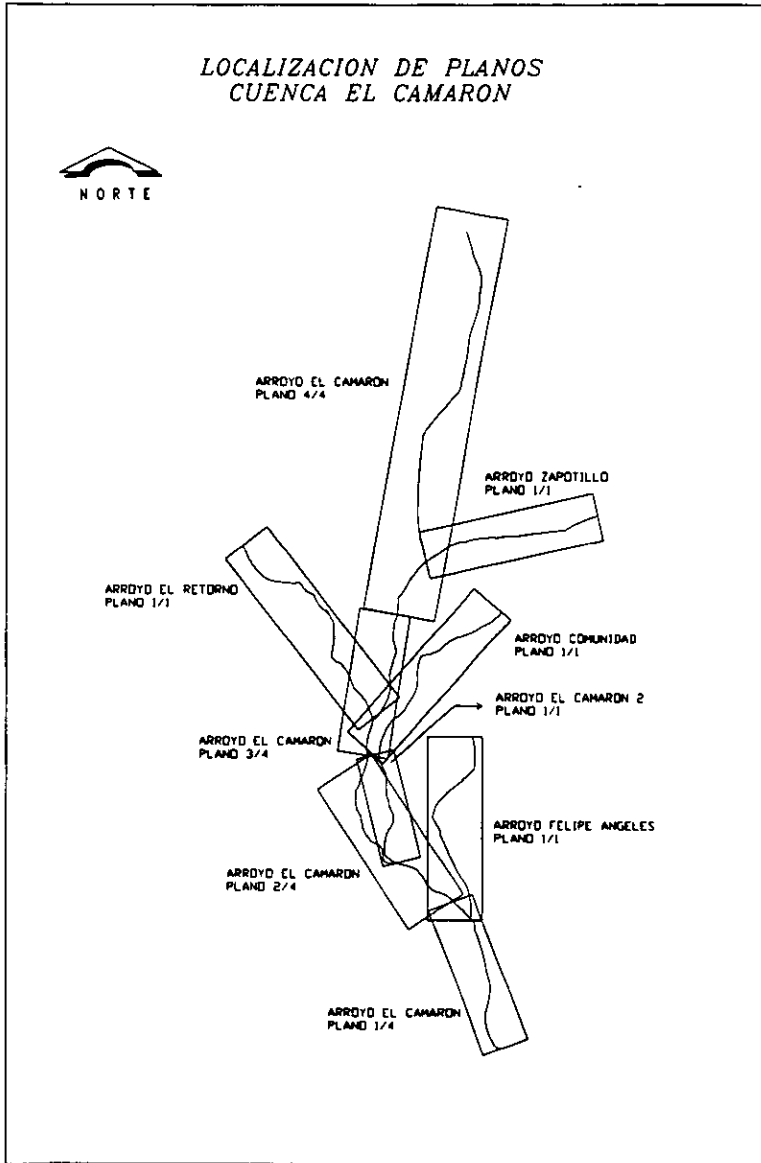 LOCALIZACION DE PLANOS
CUENCA EL CAMARON
NORTE
ARROYO EL CAMARON
PLANO 4/4
ARROYO ZAPOTILLO
PLANO 1/1
ARROYO EL RETORNO
PLANO 1/1
ARROYO COMUNIDAD
PLANO 1/1
ARROYO EL CAMARON 2
PLANO 1/1
ARROYO EL CAMARON
PLANO 3/4
ARROYO FELIPE ANGELES
PLANO 1/1
ARROYO EL CAMARON
PLANO 2/4
ARROYO EL CAMARON
PLANO 1/4